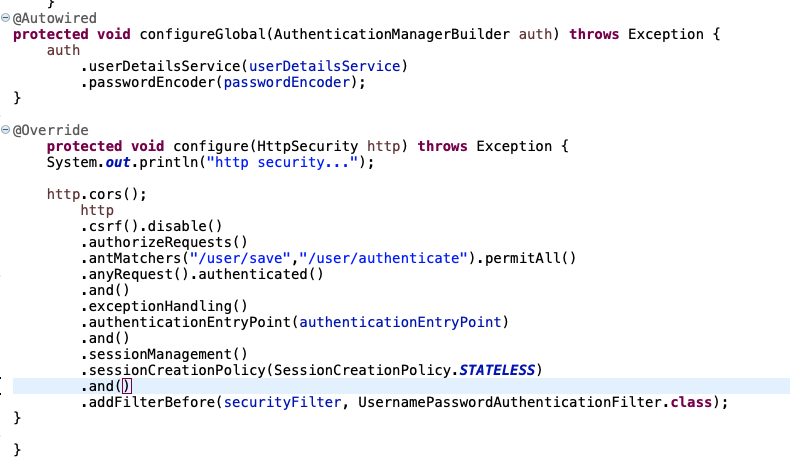 }
@Autowired
protected void configureGlobal(AuthenticationManagerBuilder auth) throws Exception {
    auth
        .userDetailsService(userDetailsService)
        .passwordEncoder(passwordEncoder);
}
@Override
    protected void configure(HttpSecurity http) throws Exception {
    System.out.println("http security...");
    http.cors();
        http
        .csrf().disable()
        .authorizeRequests()
        .antMatchers("/user/save","/user/authenticate").permitAll()
        .anyRequest().authenticated()
        .and()
        .exceptionHandling()
        .authenticationEntryPoint(authenticationEntryPoint)
        .and()
        .sessionManagement()
        .sessionCreationPolicy(SessionCreationPolicy.STATELESS)
        .and()
        .addFilterBefore(securityFilter, UsernamePasswordAuthenticationFilter.class);
}
}